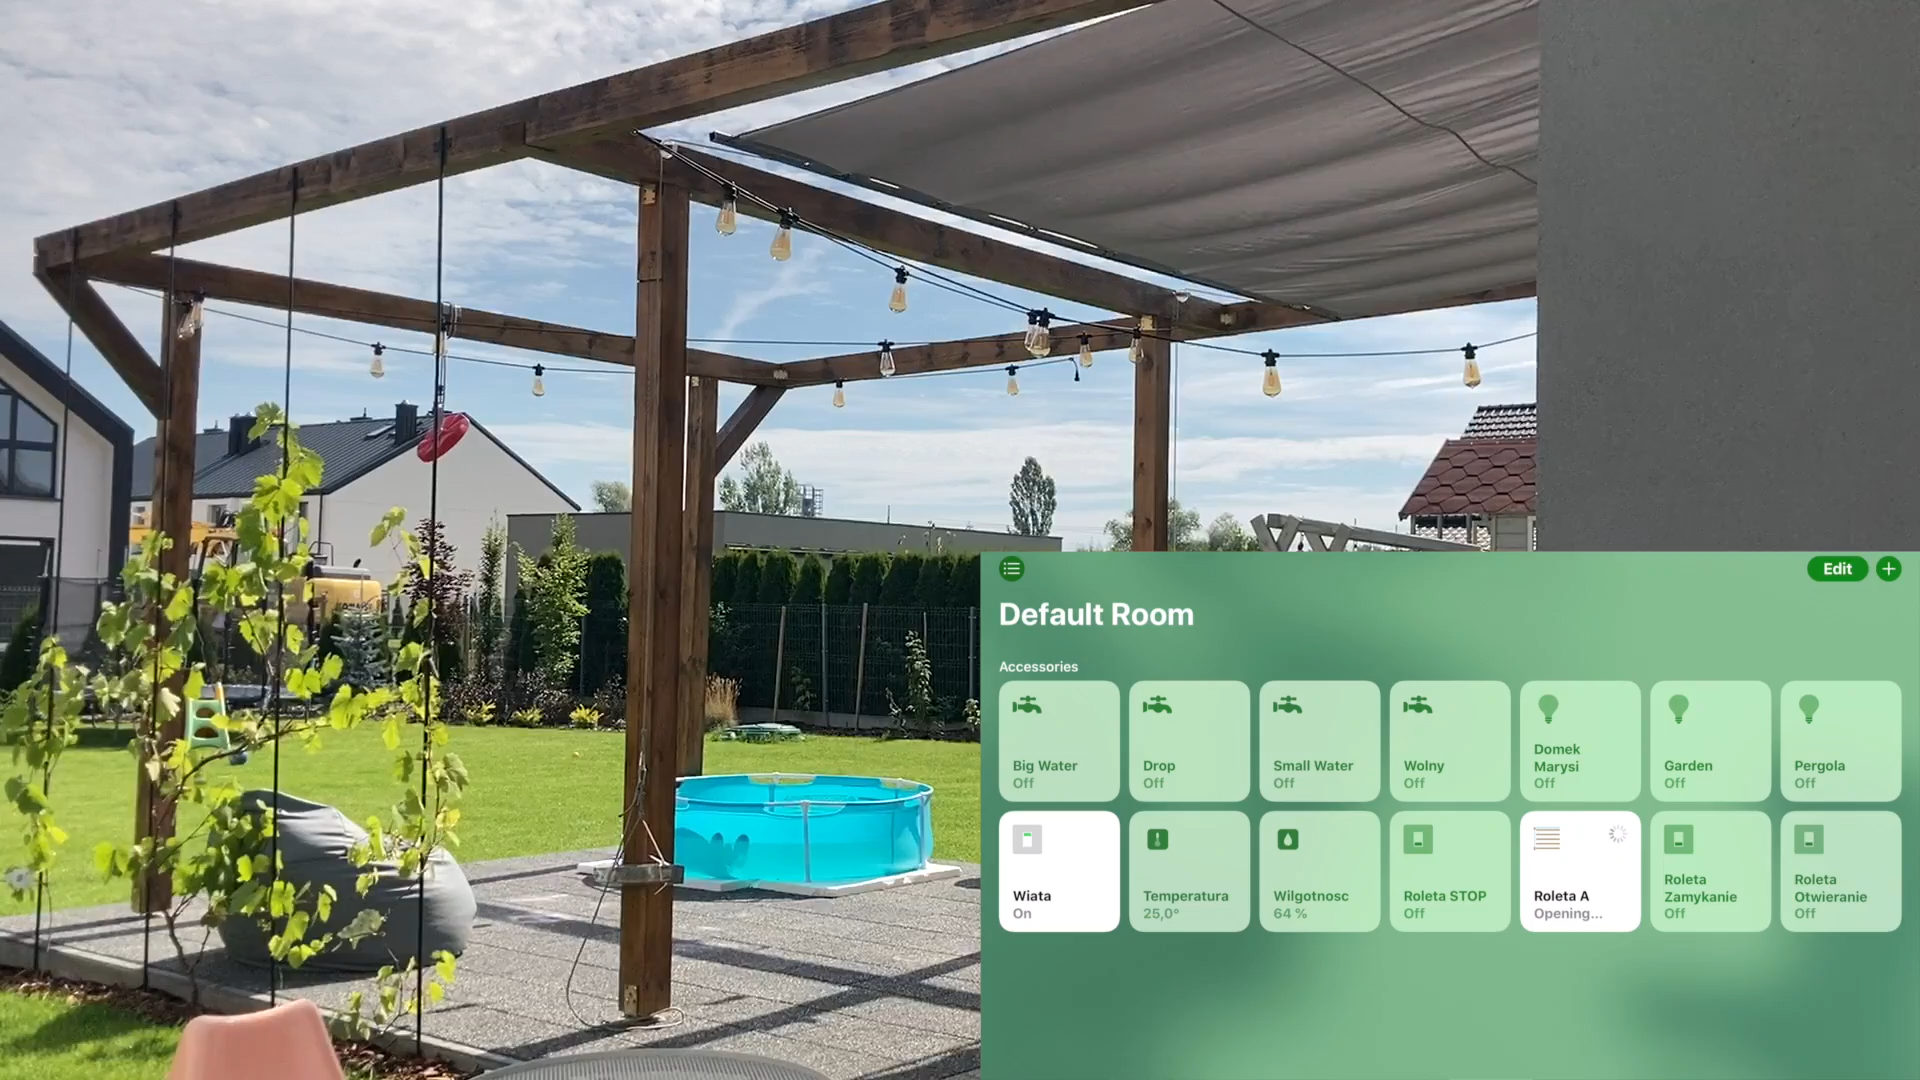 Edit
Default Room
Accessories
Big Water
Off
Drop
Off
Small Water
Off
Wolny
Off
Domek
Marysi
Off
Garden
Off
Pergola
Off
Wiata
On
Temperatura
25,0°
Wilgotnosc
64 %
Roleta STOP
Off
Roleta A
Opening...
Roleta
Zamykanie
Off
Roleta
Otwieranie
Off